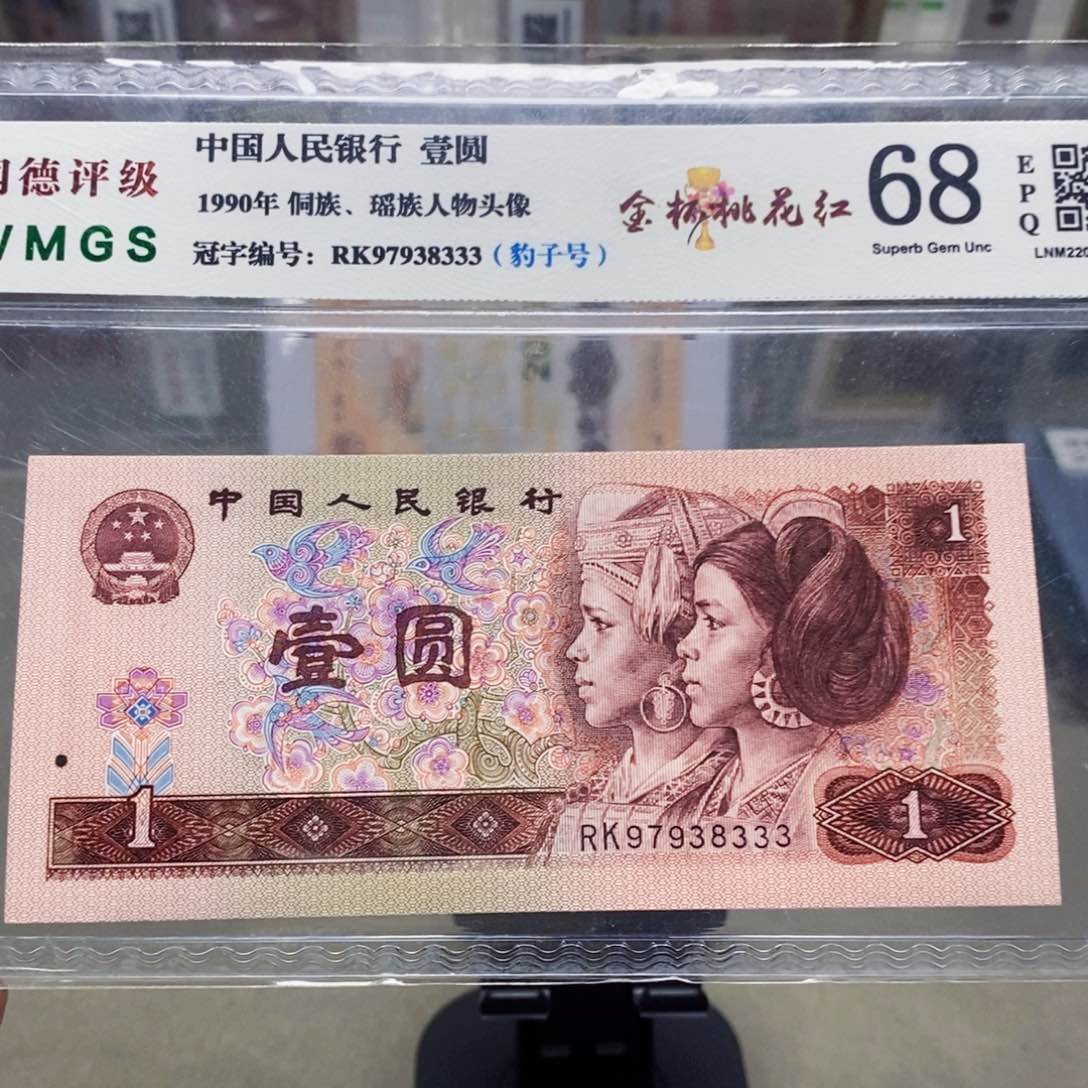 德评级
MGS
中国人民银行 壹圆
1990年 侗族、瑶族人物头像
冠字编号：RK97938333（豹子号）
金杯桃花红
68
Superb Gem Unc
EPQ
LNM220
中国人民银行
1
壹圆
1
RK97938333
1